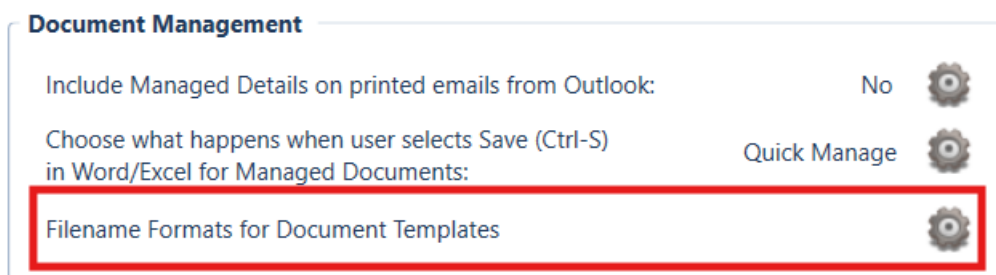 Document Management
Include Managed Details on printed emails from Outlook: No
Choose what happens when user selects Save (Ctrl-S)
in Word/Excel for Managed Documents: Quick Manage
Filename Formats for Document Templates